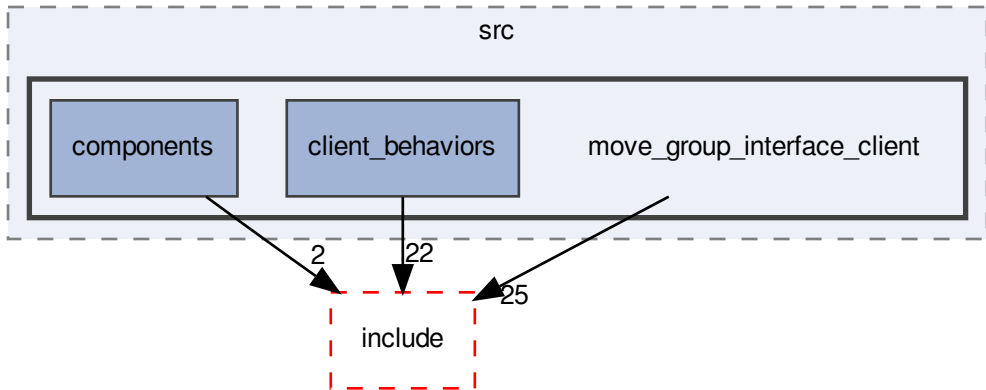 src
components
client_behaviors
move_group_interface_client
2
22
25
include